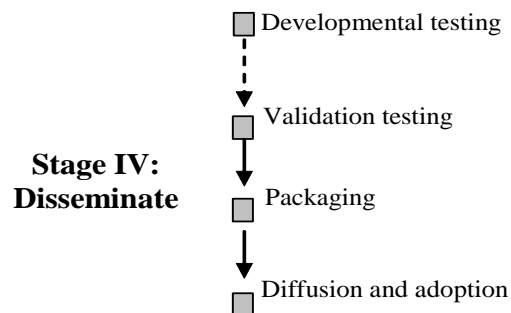 Developmental testing
Validation testing
Stage IV:
Disseminate
Packaging
Diffusion and adoption